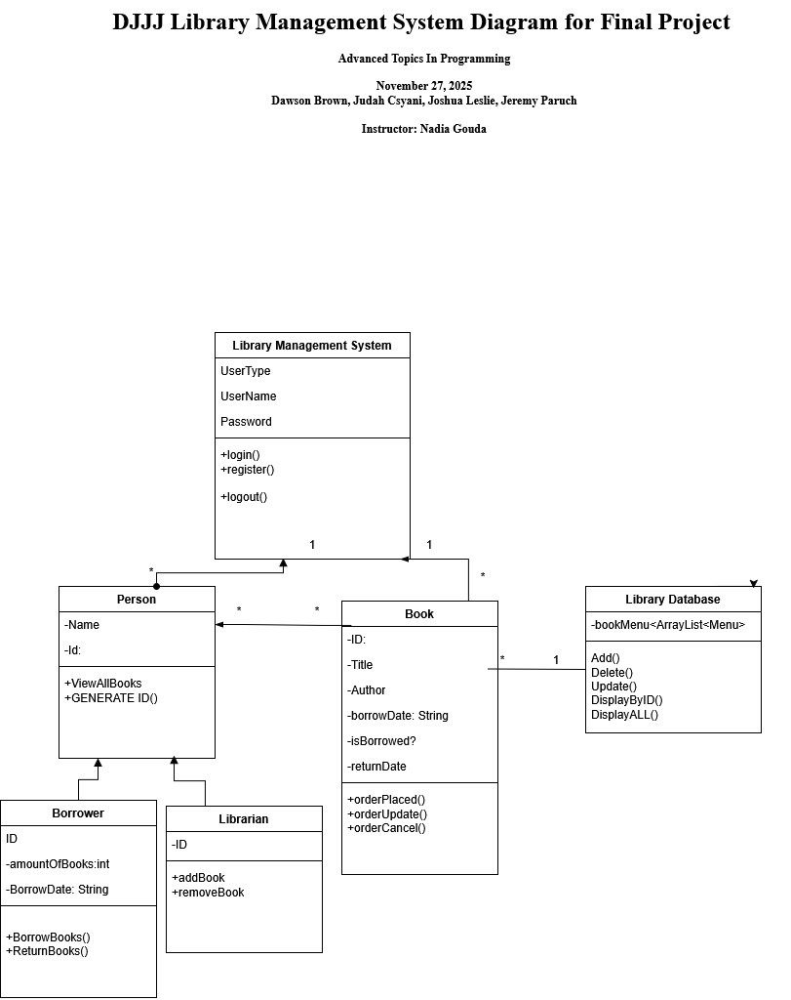 DJJJ Library Management System Diagram for Final Project
Advanced Topics In Programming
November 27, 2025
Dawson Brown, Judah Csyani, Joshua Leslie, Jeremy Paruch
Instructor: Nadia Gouda
Library Management System
UserType
UserName
Password
+login()
+register()
+logout()
1
1
*
*
Person
-Name
-Id:
+ViewAllBooks
+GENERATE ID()
*
*
Book
-ID:
-Title
-Author
-borrowDate: String
-isBorrowed?
-returnDate
+orderPlaced()
+orderUpdate()
+orderCancel()
*
1
Library Database
-bookMenu<ArrayList<Menu>
Add()
Delete()
Update()
DisplayByID()
DisplayALL()
Borrower
ID
-amountOfBooks:int
-BorrowDate: String
+BorrowBooks()
+ReturnBooks()
Librarian
-ID
+addBook
+removeBook